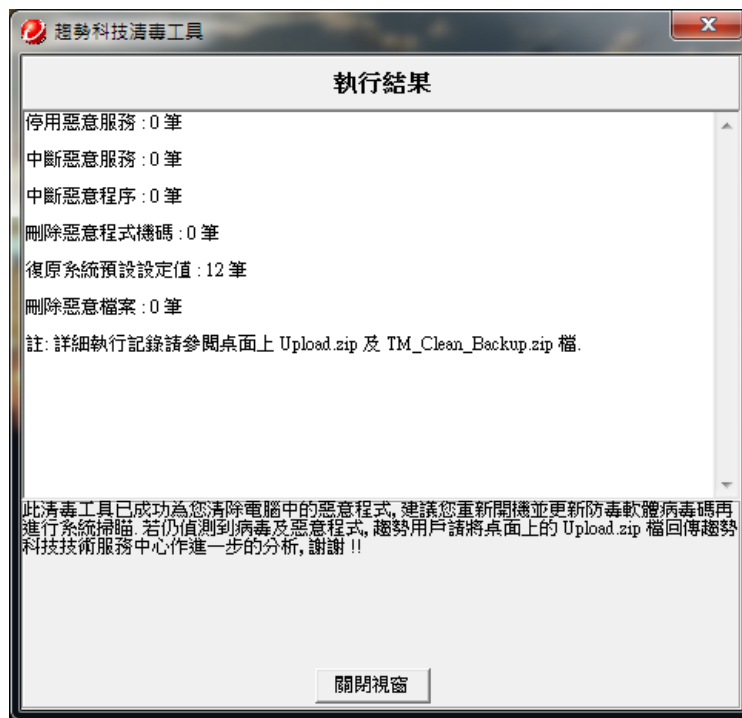 趨勢科技清毒工具
執行結果
停用惡意服務 : 0 筆
中斷惡意服務 : 0 筆
中斷惡意程序 : 0 筆
刪除惡意程式機碼 : 0 筆
復原系統預設設定值 : 12 筆
刪除惡意檔案 : 0 筆
註: 詳細執行記錄請參閱桌面上 Upload.zip 及 TM_Clean_Backup.zip 檔.
此清毒工具已成功為您清除電腦中的惡意程式, 建議您重新開機並更新防毒軟體病毒碼再
進行系統掃瞄. 若仍偵測到病毒及惡意程式, 趨勢用戶請將桌面上的 Upload.zip 檔回傳趨勢
科技技術服務中心作進一步的分析, 謝謝 !!
關閉視窗